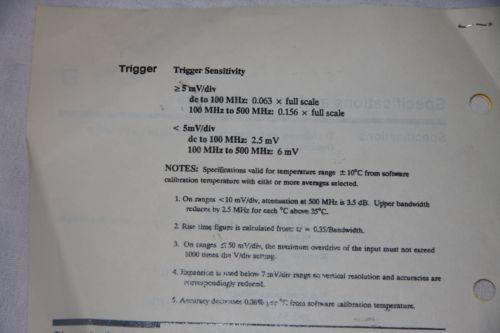 Trigger Trigger Sensitivity
≥ 5 mV/div
dc to 100 MHz: 0.063 × full scale
100 MHz to 500 MHz: 0.156 × full scale
< 5mV/div
dc to 100 MHz: 2.5 mV
100 MHz to 500 MHz: 6 mV
NOTES: Specifications valid for temperature range ± 10°C from software
calibration temperature with eight or more averages selected.
1. On ranges <10 mV/div, attenuation at 500 MHz is 3.5 dB. Upper bandwidth
reduces by 2.5 MHz for each °C above 35°C.
2. Rise time figure is calculated from: tr = 0.35/Bandwidth.
3. On ranges ≤ 50 mV/div, the maximum overdrive of the input must not exceed
1000 times the V/div setting.
4. Expansion is used below 7 mV/div range so vertical resolution and accuracies are
correspondingly reduced.
5. Accuracy decreases 0.36% per °C from software calibration temperature.
Specifications
Specifications